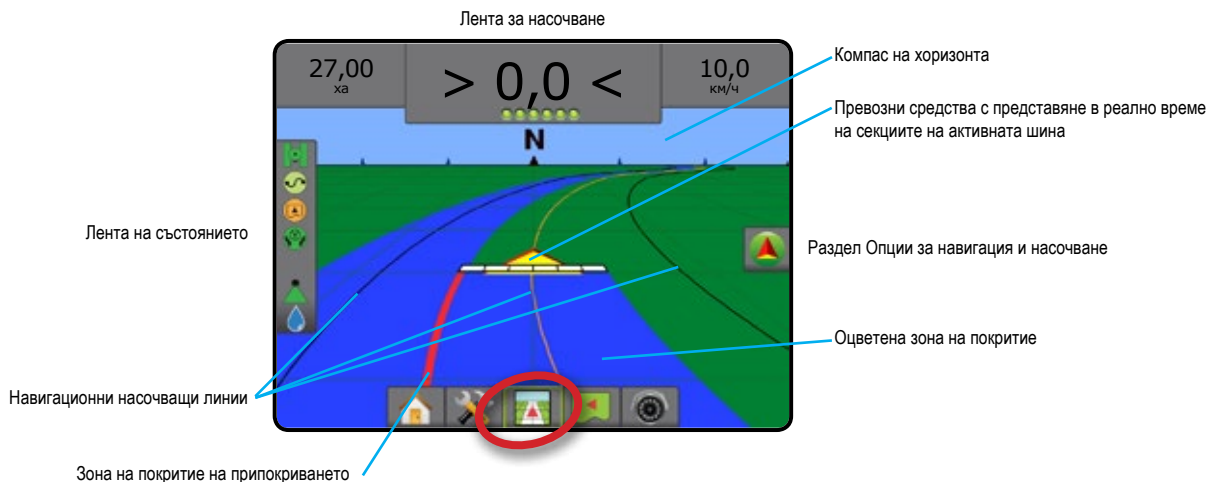 Лента за насочване
27,00
ха
> 0,0 <
10,0
км/ч
N
Компас на хоризонта
Превозни средства с представяне в реално време
на секциите на активната шина
Лента на състоянието
Раздел Опции за навигация и насочване
Оцветена зона на покритие
Навигационни насочващи линии
Зона на покритие на припокриването